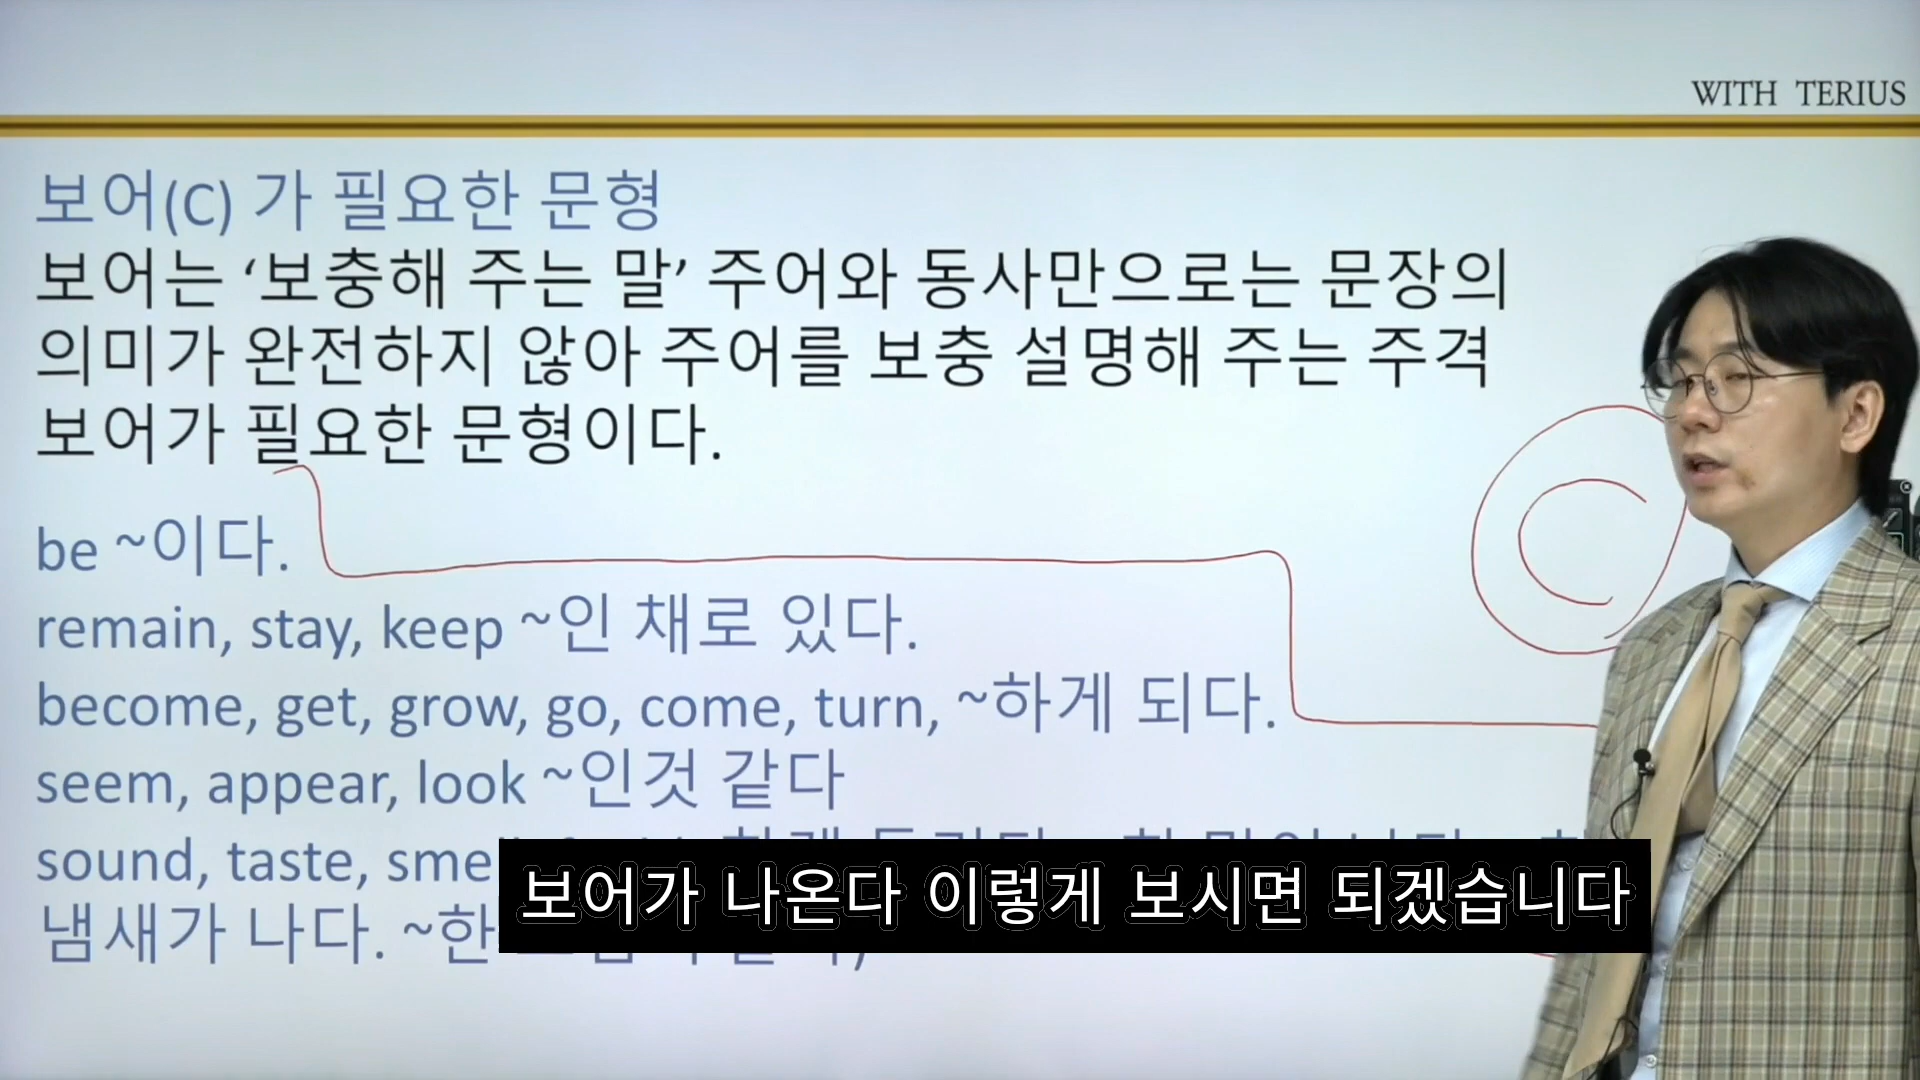 WITH TERIUS
보어(C) 가 필요한 문형
보어는 ‘보충해 주는 말’ 주어와 동사만으로는 문장의
의미가 완전하지 않아 주어를 보충 설명해 주는 주격
보어가 필요한 문형이다.
be ~이다.
remain, stay, keep ~인 채로 있다.
become, get, grow, go, come, turn, ~하게 되다.
seem, appear, look ~인것 같다
sound, taste,
냄새가 나다. ~한
보어가 나온다 이렇게 보시면 되겠습니다
C